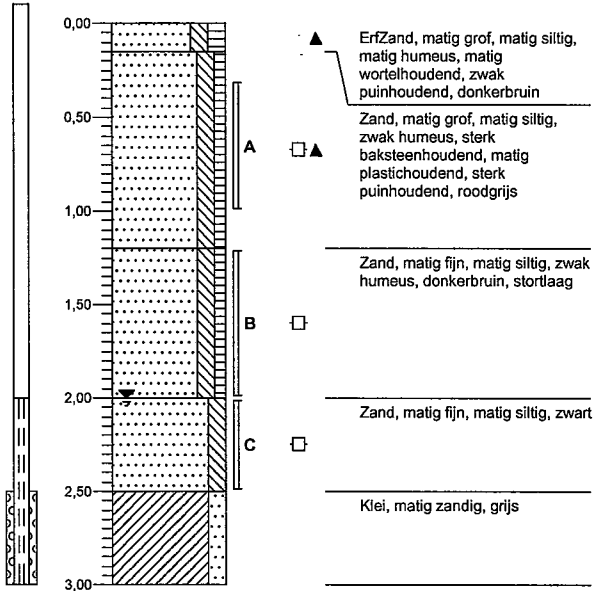 0,00
ErfZand, matig grof, matig siltig,
matig humeus, matig
wortelhoudend, zwak
puinhoudend, donkerbruin
0,50
Zand, matig grof, matig siltig,
zwak humeus, sterk
baksteenhoudend, matig
plastichoudend, sterk
puinhoudend, roodgrijs
A
1,00
Zand, matig fijn, matig siltig, zwak
humeus, donkerbruin, stortlaag
1,50
B
2,00
Zand, matig fijn, matig siltig, zwart
C
2,50
Klei, matig zandig, grijs
3,00